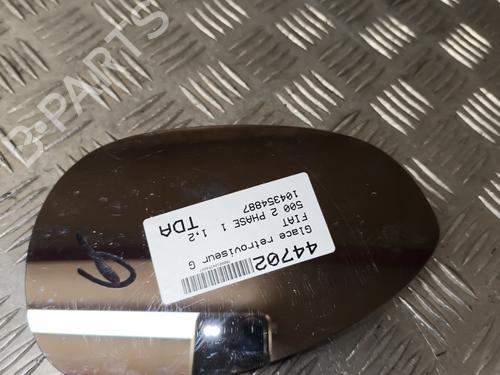 44702
Glace retroviseur G
FIAT
500 2 PHASE 1 1,2
104354887
TDA
B-PARTS